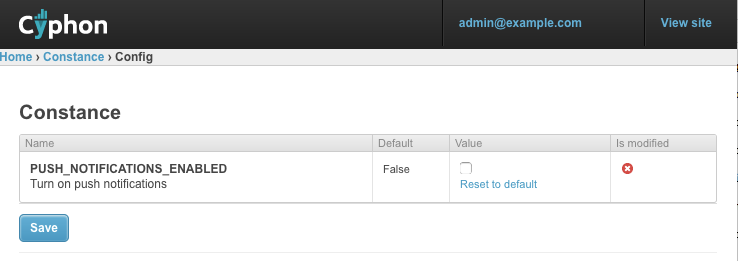 Cyphon
admin@example.com
View site
Home › Constance › Config
Constance
Name Default Value Is modified
PUSH_NOTIFICATIONS_ENABLED
Turn on push notifications
False
Reset to default
Save